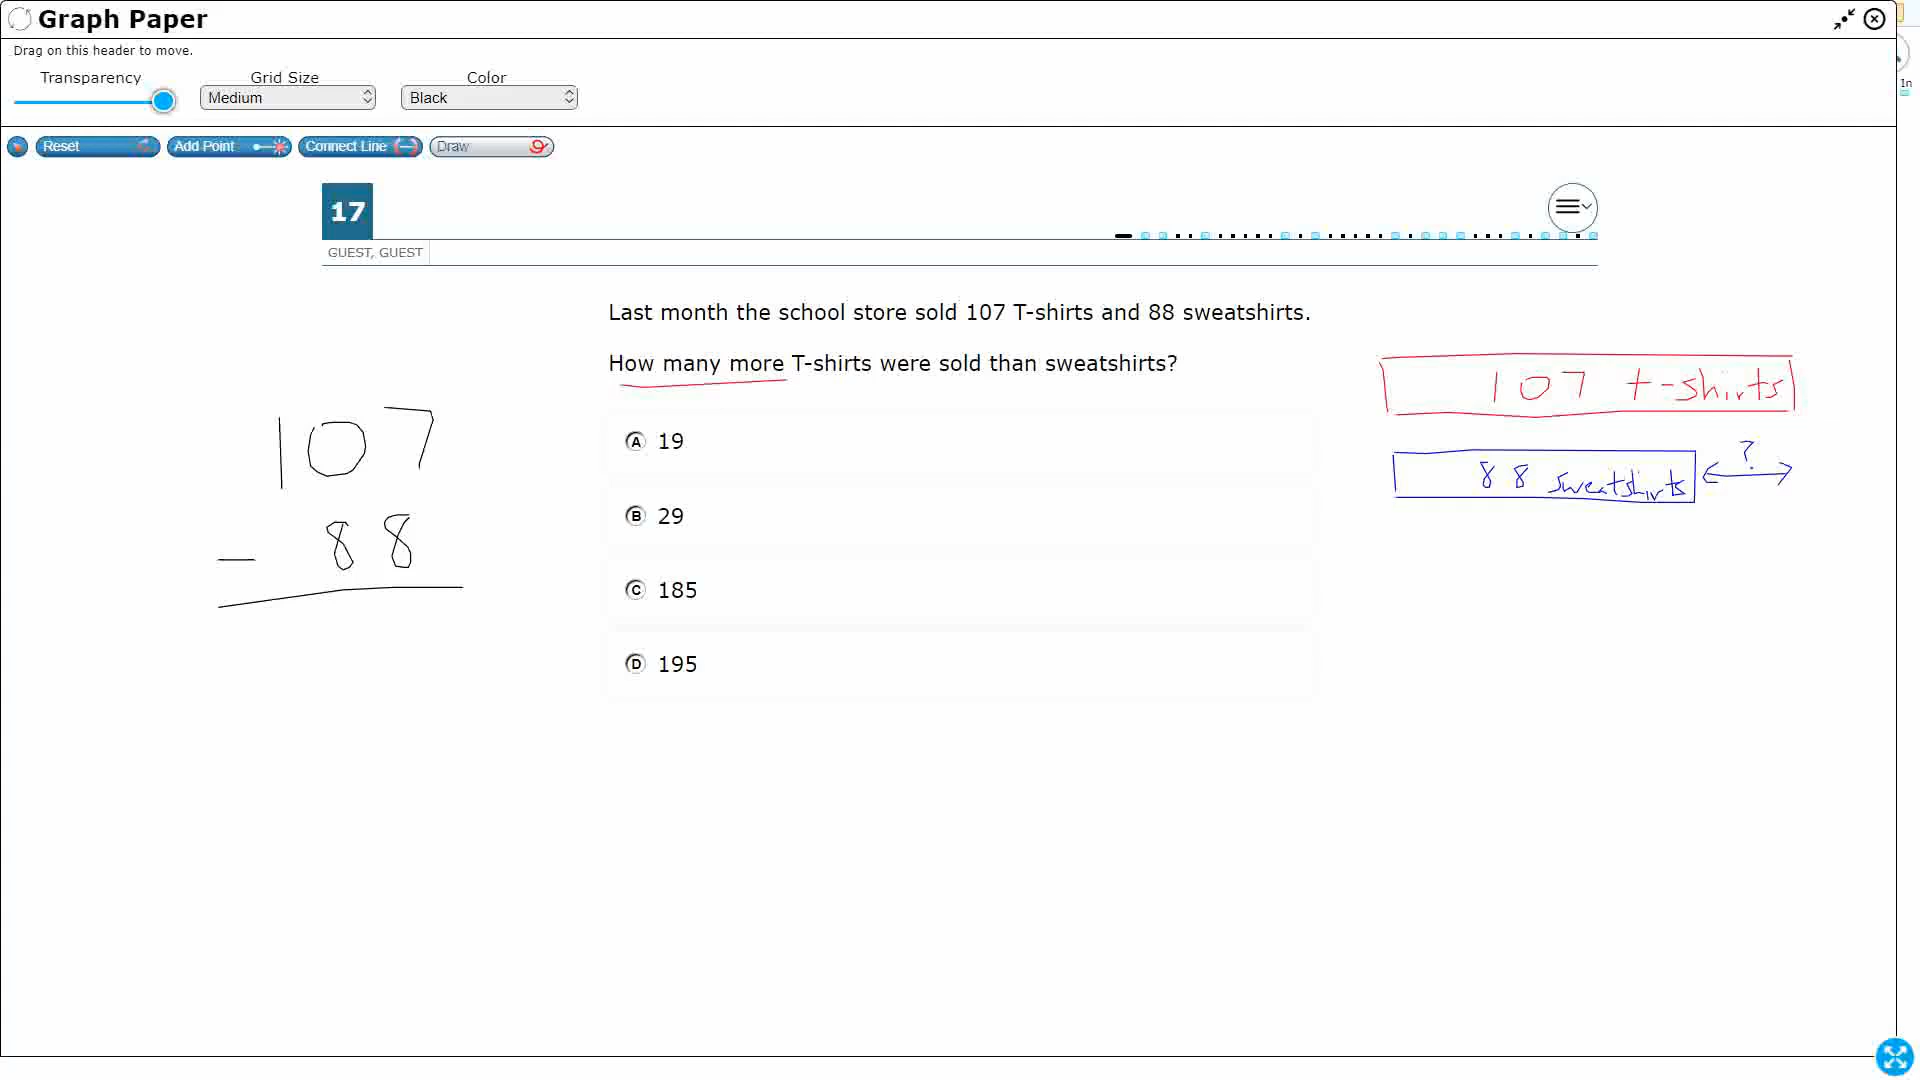 Graph Paper
Drag on this header to move.
Transparency
Grid Size
Color
Medium
Black
Reset
Add Point
Connect Line
Draw
17
GUEST, GUEST
Last month the school store sold 107 T-shirts and 88 sweatshirts.
How many more T-shirts were sold than sweatshirts?
A 19
B 29
C 185
D 195
107
- 88
107 t-shirts
88 sweatshirts
?
In